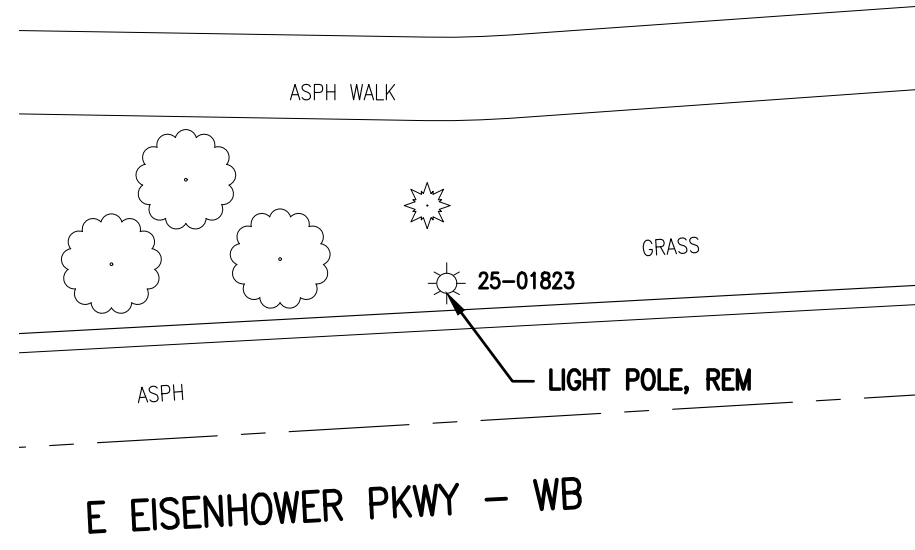 ASPH WALK
GRASS
25-01823
LIGHT POLE, REM
ASPH
E EISENHOWER PKWY - WB